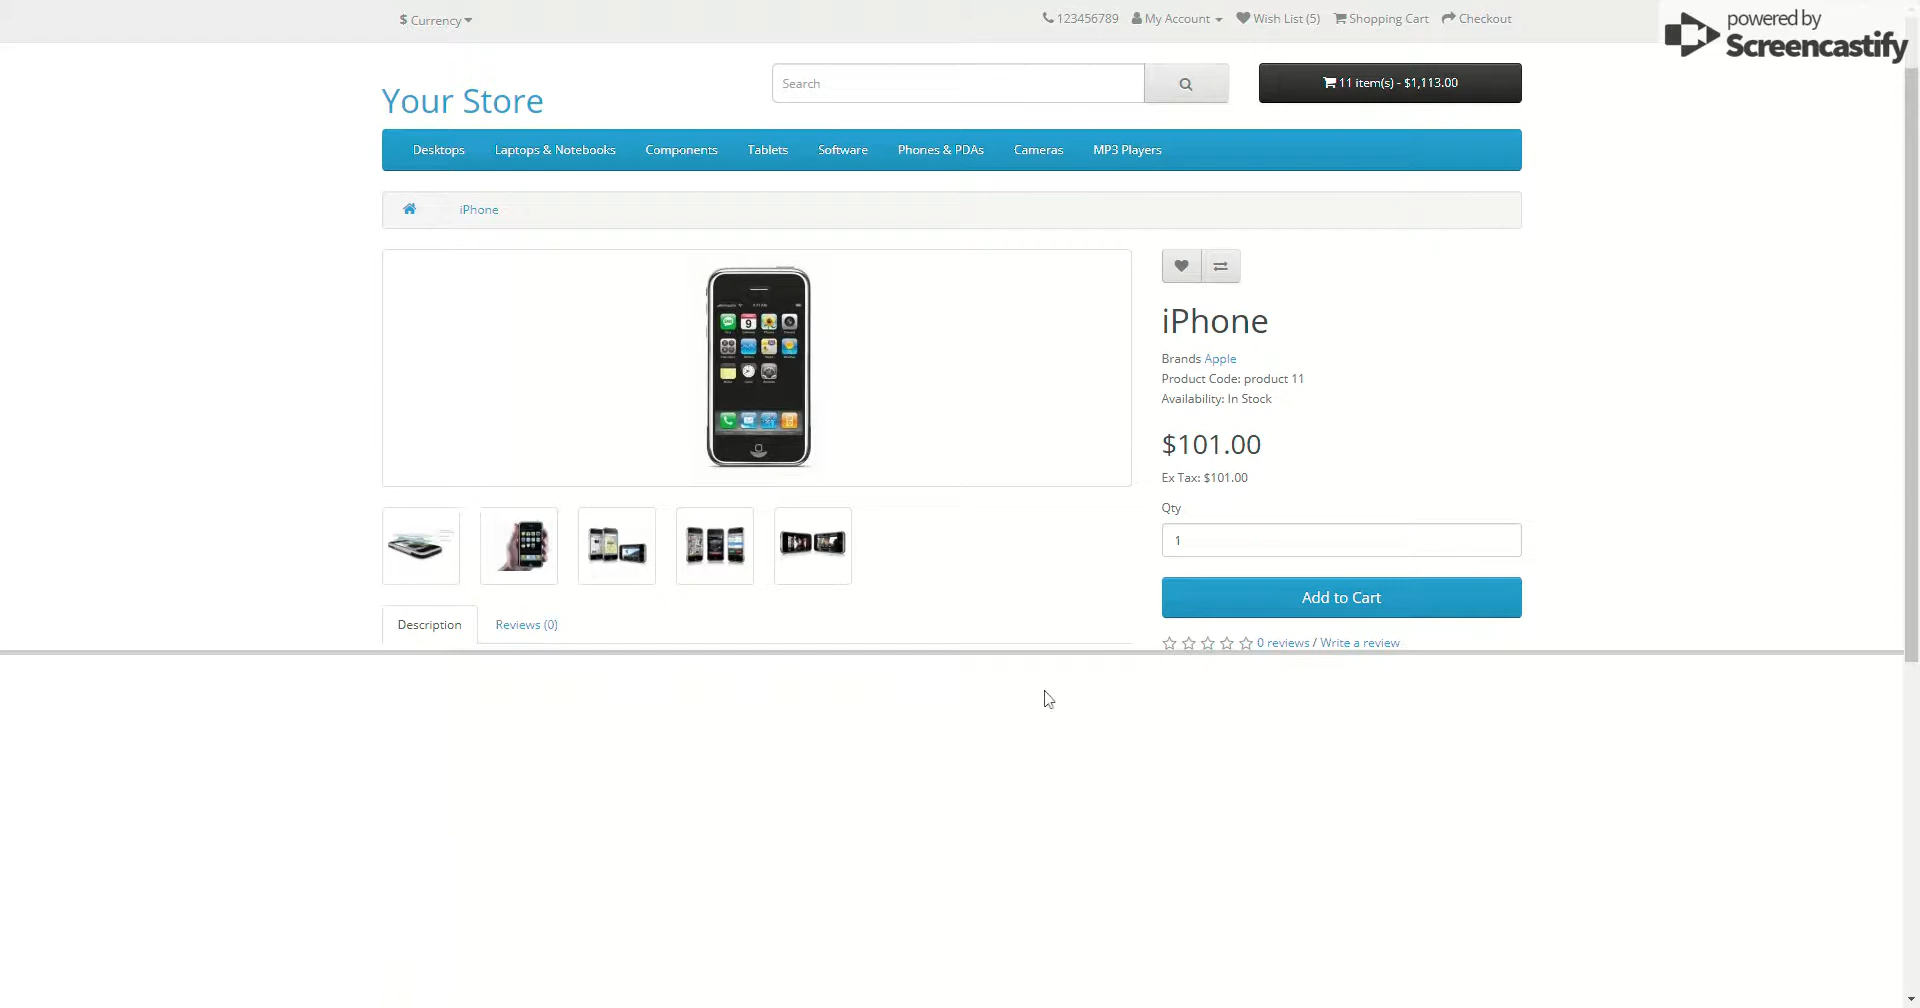 $ Currency
123456789 My Account Wish List (5) Shopping Cart Checkout
powered by
Screencastify
Your Store
Search
11 item(s) - $1,113.00
Desktops Laptops & Notebooks Components Tablets Software Phones & PDAs Cameras MP3 Players
iPhone
iPhone
Brands Apple
Product Code: product 11
Availability: In Stock
$101.00
Ex Tax: $101.00
Qty
1
Add to Cart
Description Reviews (0)
0 reviews / Write a review